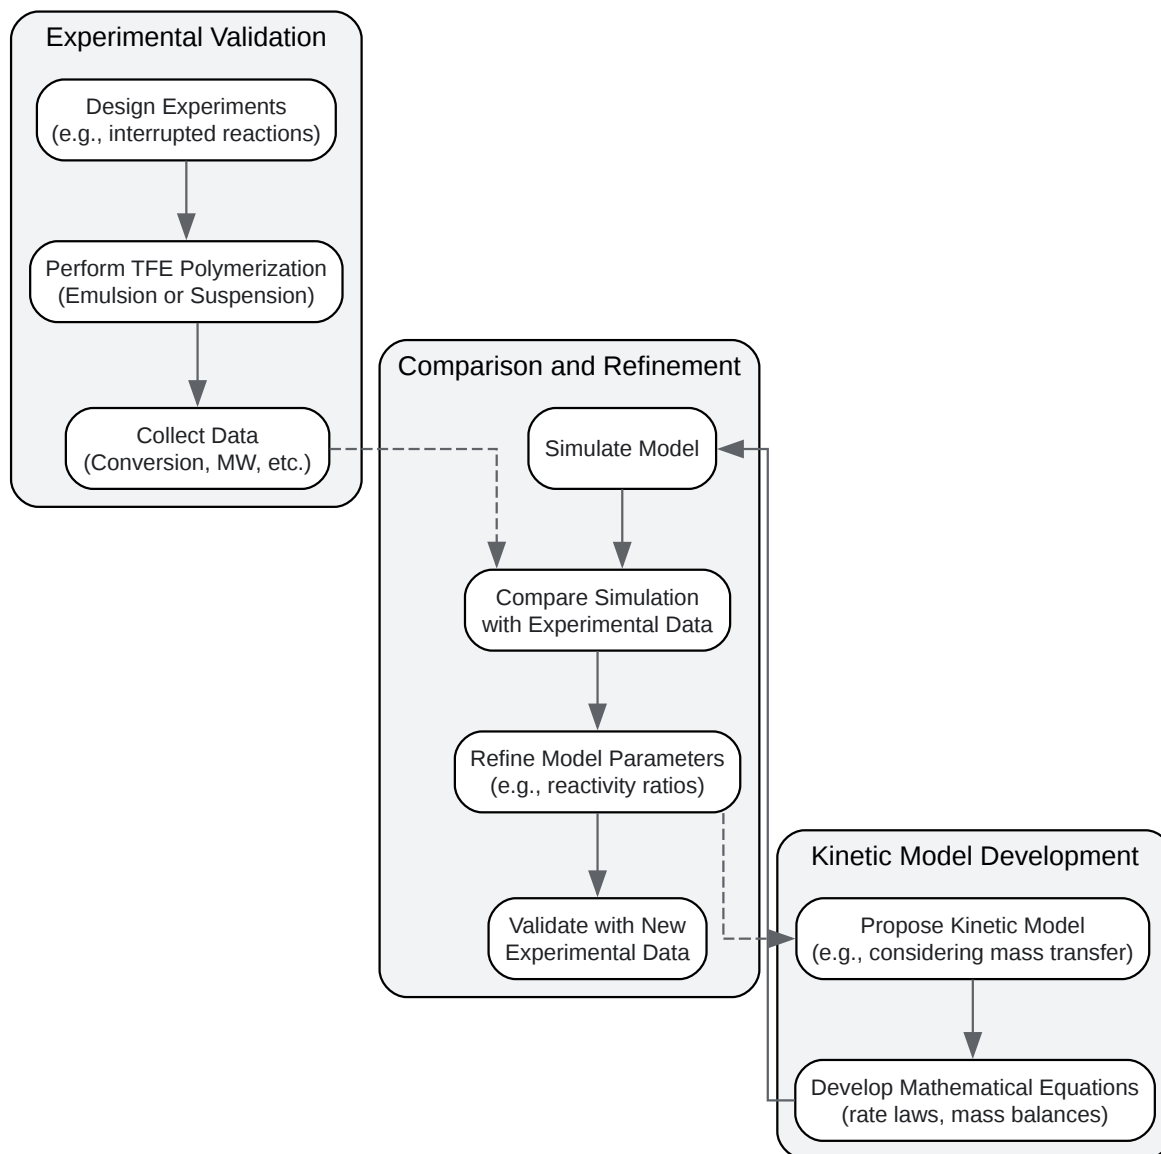 Experimental Validation
Design Experiments
(e.g., interrupted reactions)
Perform TFE Polymerization
(Emulsion or Suspension)
Collect Data
(Conversion, MW, etc.)
Comparison and Refinement
Simulate Model
Compare Simulation
with Experimental Data
Refine Model Parameters
(e.g., reactivity ratios)
Validate with New
Experimental Data
Kinetic Model Development
Propose Kinetic Model
(e.g., considering mass transfer)
Develop Mathematical Equations
(rate laws, mass balances)